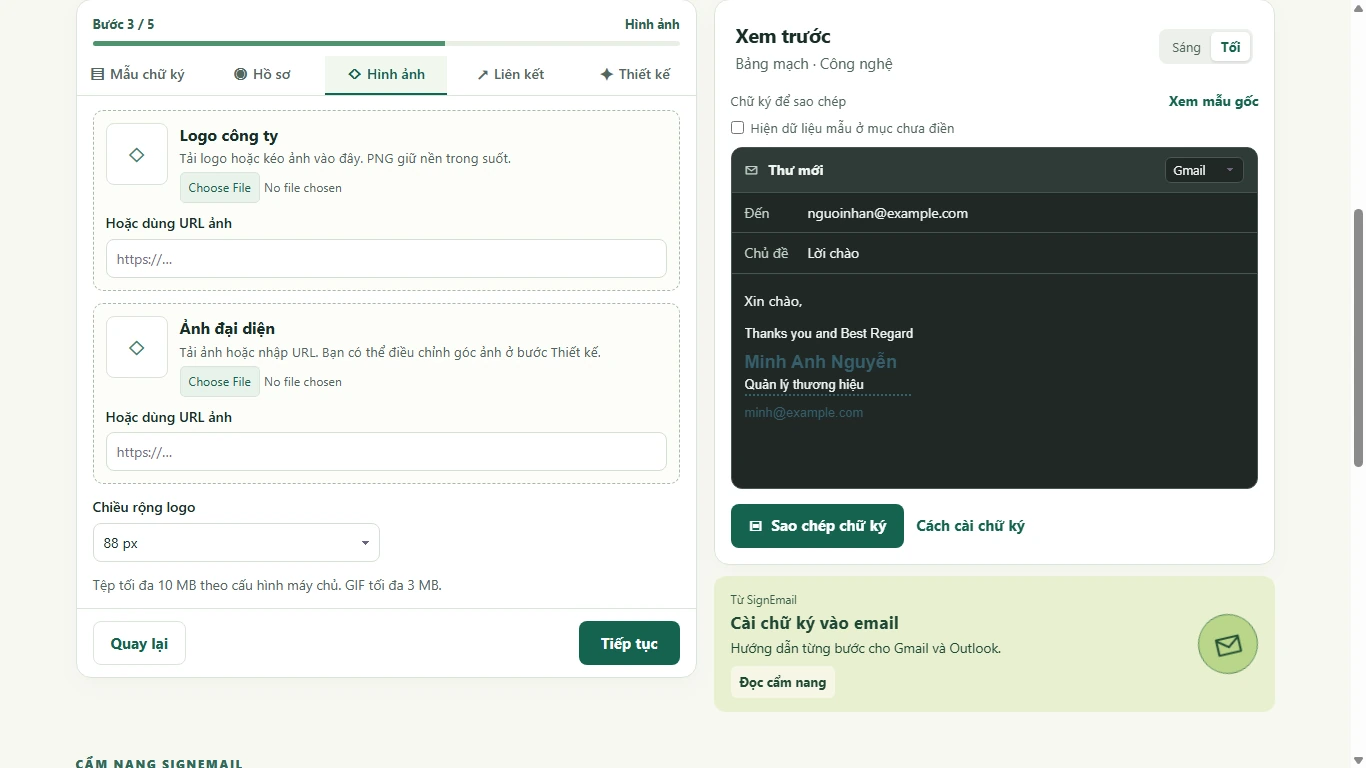 Bước 3 / 5
Hình ảnh
Mẫu chữ ký
Hồ sơ
Hình ảnh
Liên kết
Thiết kế
Logo công ty
Tải logo hoặc kéo ảnh vào đây. PNG giữ nền trong suốt.
Choose File No file chosen
Hoặc dùng URL ảnh
https://...
Ảnh đại diện
Tải ảnh hoặc nhập URL. Bạn có thể điều chỉnh góc ảnh ở bước Thiết kế.
Choose File No file chosen
Hoặc dùng URL ảnh
https://...
Chiều rộng logo
88 px
Tệp tối đa 10 MB theo cấu hình máy chủ. GIF tối đa 3 MB.
Quay lại
Tiếp tục
Xem trước
Bảng mạch · Công nghệ
Sáng
Tối
Chữ ký để sao chép
Xem mẫu gốc
Hiện dữ liệu mẫu ở mục chưa điền
Thư mới
Gmail
Đến nguoinhan@example.com
Chủ đề Lời chào
Xin chào,
Thanks you and Best Regard
Minh Anh Nguyễn
Quản lý thương hiệu
minh@example.com
Sao chép chữ ký
Cách cài chữ ký
Từ SignEmail
Cài chữ ký vào email
Hướng dẫn từng bước cho Gmail và Outlook.
Đọc cẩm nang
CẨM NANG SIGNEMAIL